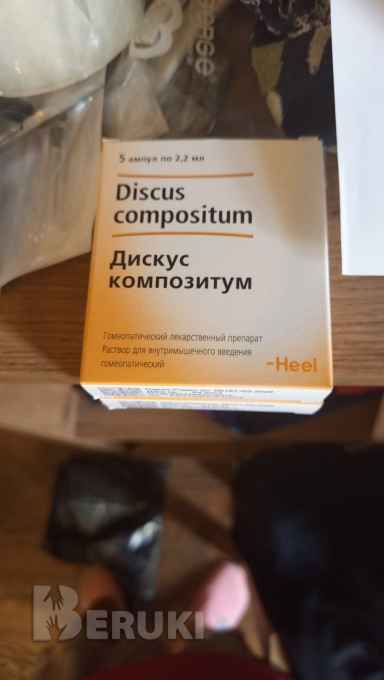 5 ампул по 2,2 мл
Discus
compositum
Дискус
композитум
Гомеопатический лекарственный препарат
Раствор для внутримышечного введения
гомеопатический
-Heel
BERUKI